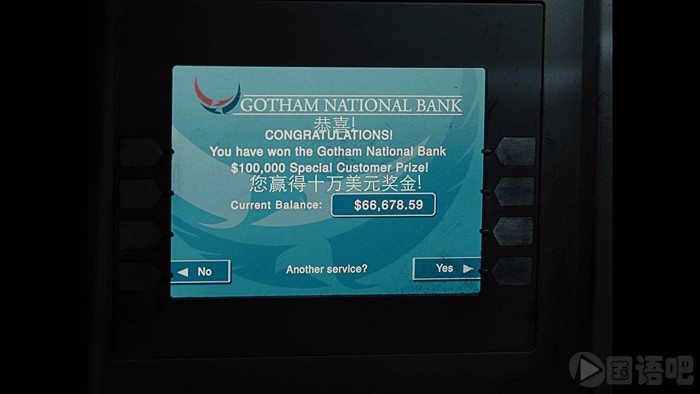 GOTHAM NATIONAL BANK
恭喜!
CONGRATULATIONS!
You have won the Gotham National Bank
$100,000 Special Customer Prize!
您赢得十万美元奖金!
Current Balance: $66,678.59
◀ No Another service? Yes ▶
国语吧